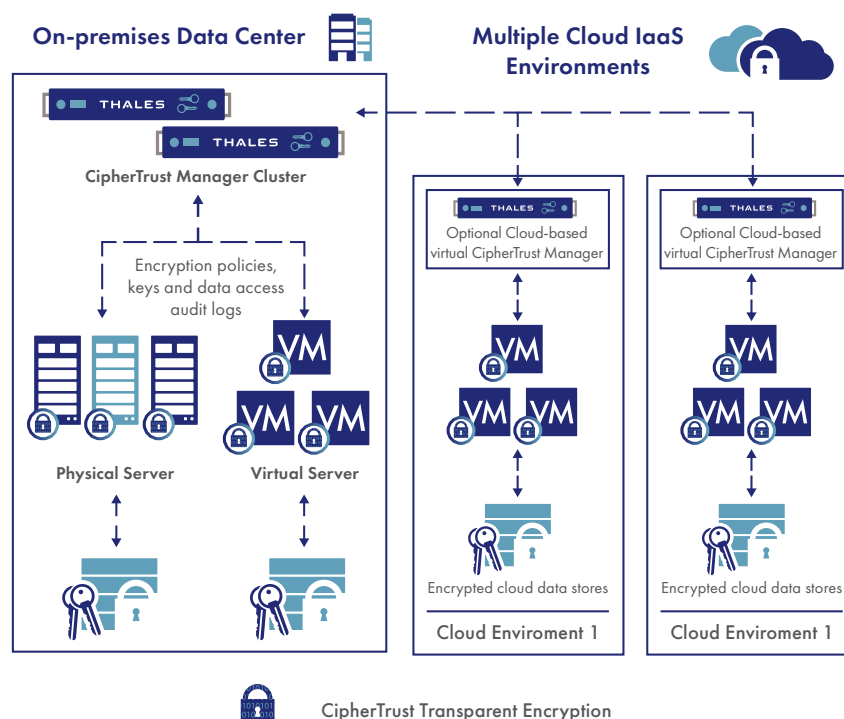 On-premises Data Center
Multiple Cloud IaaS
Environments
THALES
THALES
CipherTrust Manager Cluster
Encryption policies,
keys and data access
audit logs
VM
VM
VM
Physical Server
Virtual Server
THALES
Optional Cloud-based
virtual CipherTrust Manager
VM
VM
VM
Encrypted cloud data stores
Cloud Enviroment 1
THALES
Optional Cloud-based
virtual CipherTrust Manager
VM
VM
VM
Encrypted cloud data stores
Cloud Enviroment 1
CipherTrust Transparent Encryption